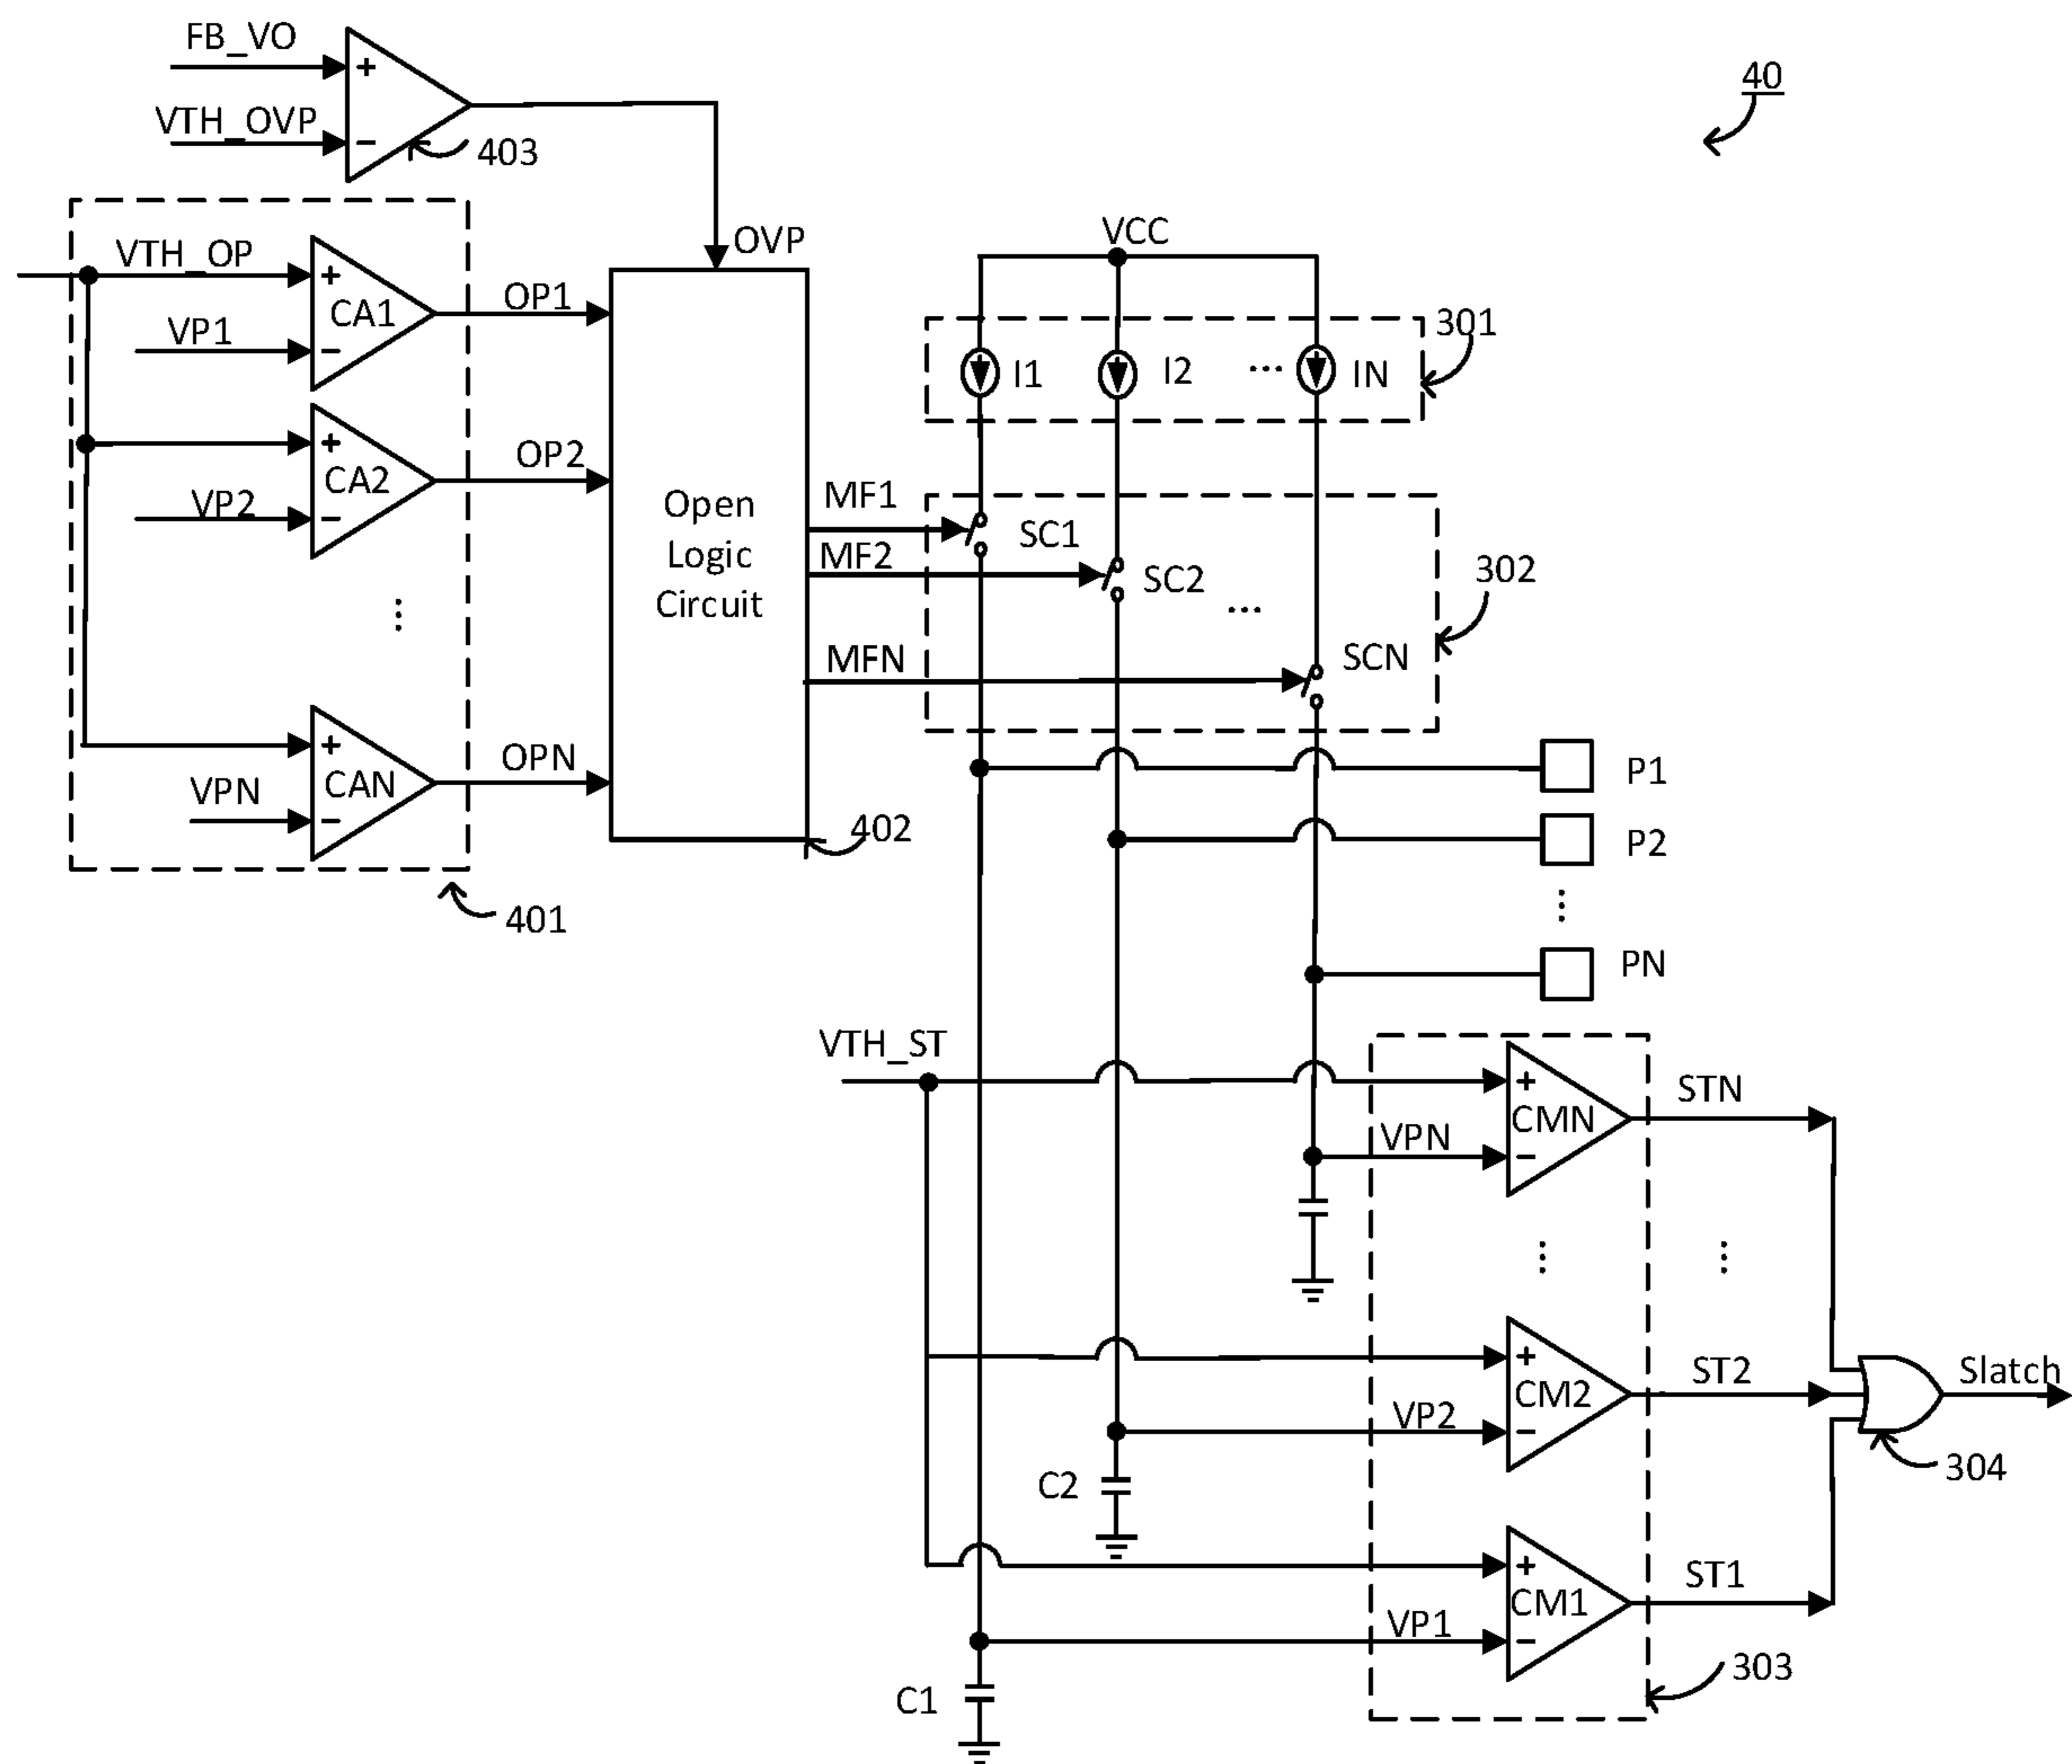 FB_VO
+
VTH_OVP
−
403
40
VTH_OP
+
CA1
VP1
−
OP1
OVP
VCC
301
I1
I2
...
IN
+
CA2
VP2
−
OP2
Open
Logic
Circuit
MF1
SC1
MF2
SC2
...
302
MFN
SCN
...
+
CAN
VPN
−
OPN
402
401
P1
P2
...
PN
VTH_ST
+
CMN
VPN
−
STN
...
...
+
CM2
VP2
−
ST2
Slatch
304
C2
+
CM1
VP1
−
ST1
303
C1